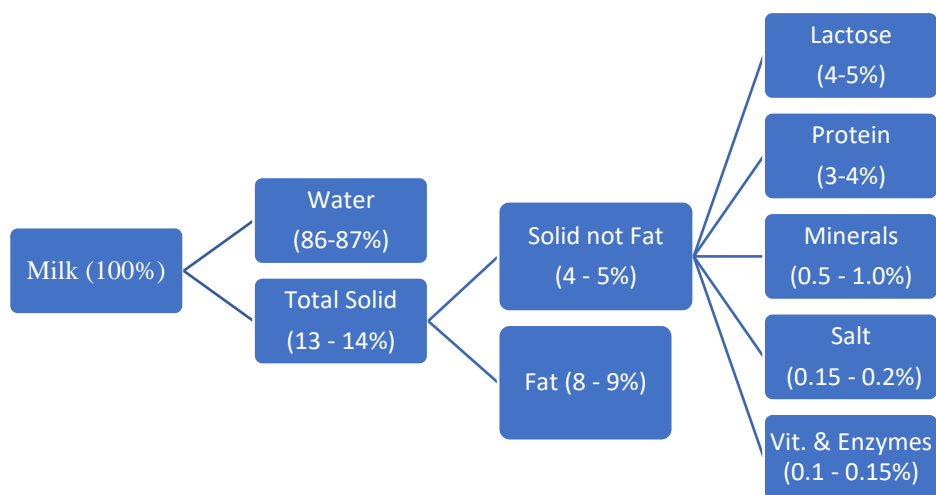 Milk (100%)
Water
(86-87%)
Total Solid
(13 - 14%)
Solid not Fat
(4 - 5%)
Fat (8 - 9%)
Lactose
(4-5%)
Protein
(3-4%)
Minerals
(0.5 - 1.0%)
Salt
(0.15 - 0.2%)
Vit. & Enzymes
(0.1 - 0.15%)